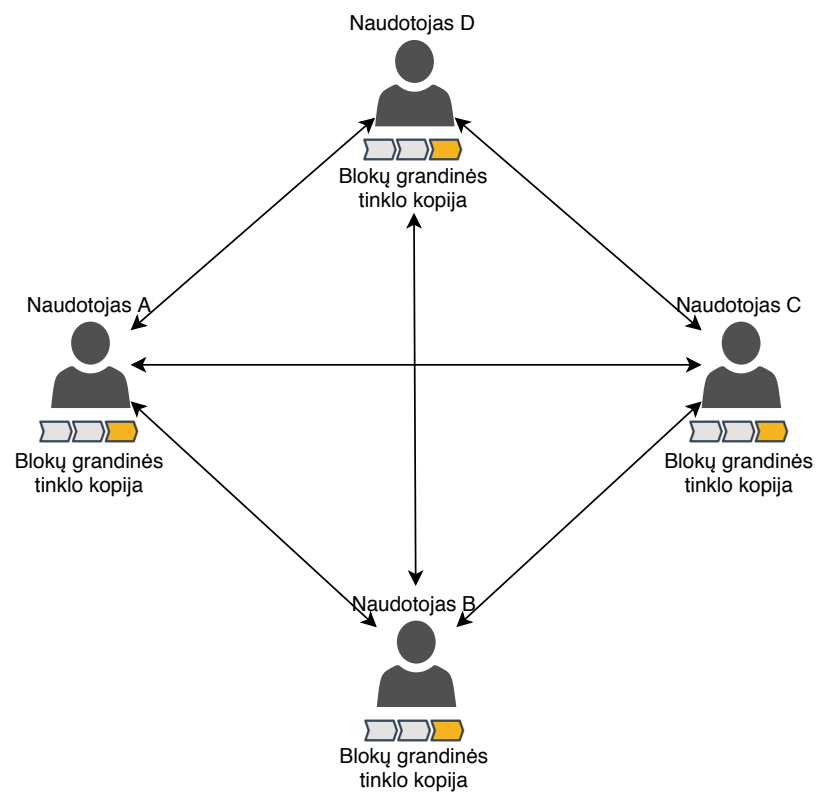 Naudotojas D
Blokų grandinės
tinklo kopija
Naudotojas A
Blokų grandinės
tinklo kopija
Naudotojas C
Blokų grandinės
tinklo kopija
Naudotojas B
Blokų grandinės
tinklo kopija